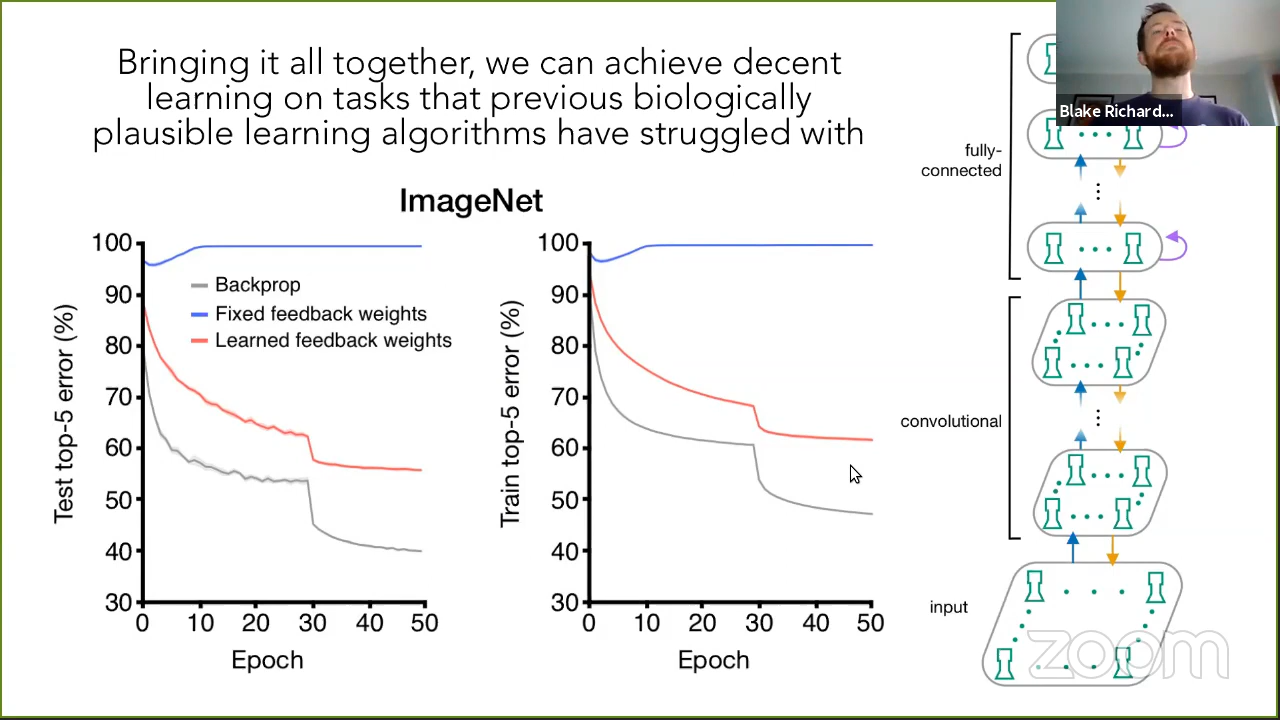 Bringing it all together, we can achieve decent
learning on tasks that previous biologically
plausible learning algorithms have struggled with
Blake Richard...
ImageNet
100
90
80
70
60
50
40
30
0
10
20
30
40
50
Test top-5 error (%)
Epoch
Backprop
Fixed feedback weights
Learned feedback weights
100
90
80
70
60
50
40
30
0
10
20
30
40
50
Train top-5 error (%)
Epoch
fully-
connected
convolutional
input
zoom